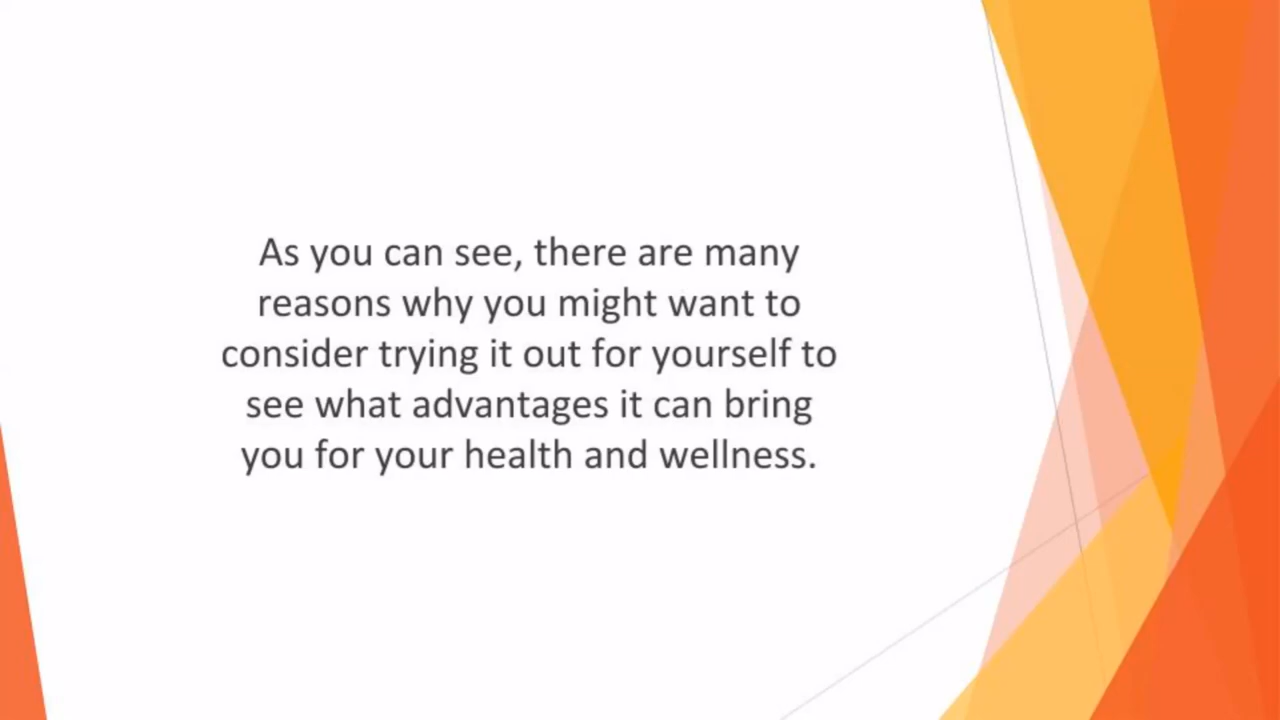 As you can see, there are many
reasons why you might want to
consider trying it out for yourself to
see what advantages it can bring
you for your health and wellness.